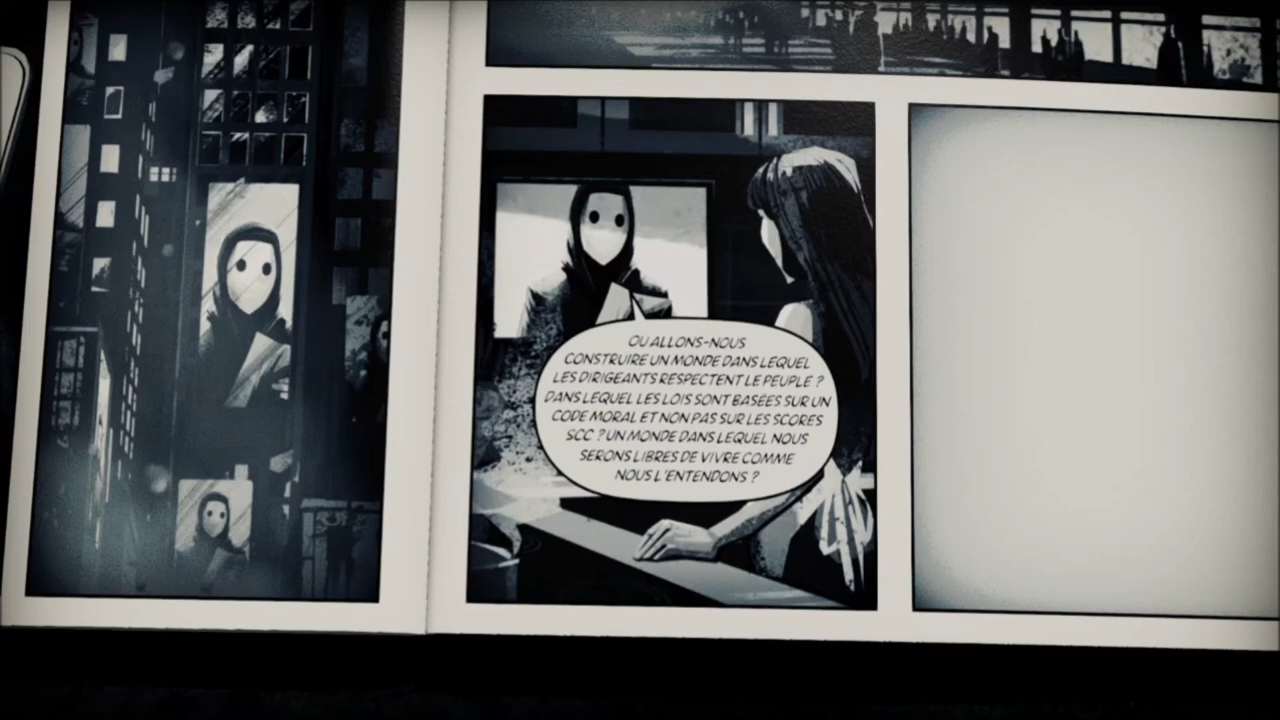 OU ALLONS-NOUS
CONSTRUIRE UN MONDE DANS LEQUEL
LES DIRIGEANTS RESPECTENT LE PEUPLE ?
DANS LEQUEL LES LOIS SONT BASÉES SUR UN
CODE MORAL ET NON PAS SUR LES SCORES
SCC ? UN MONDE DANS LEQUEL NOUS
SERONS LIBRES DE VIVRE COMME
NOUS L'ENTENDONS ?